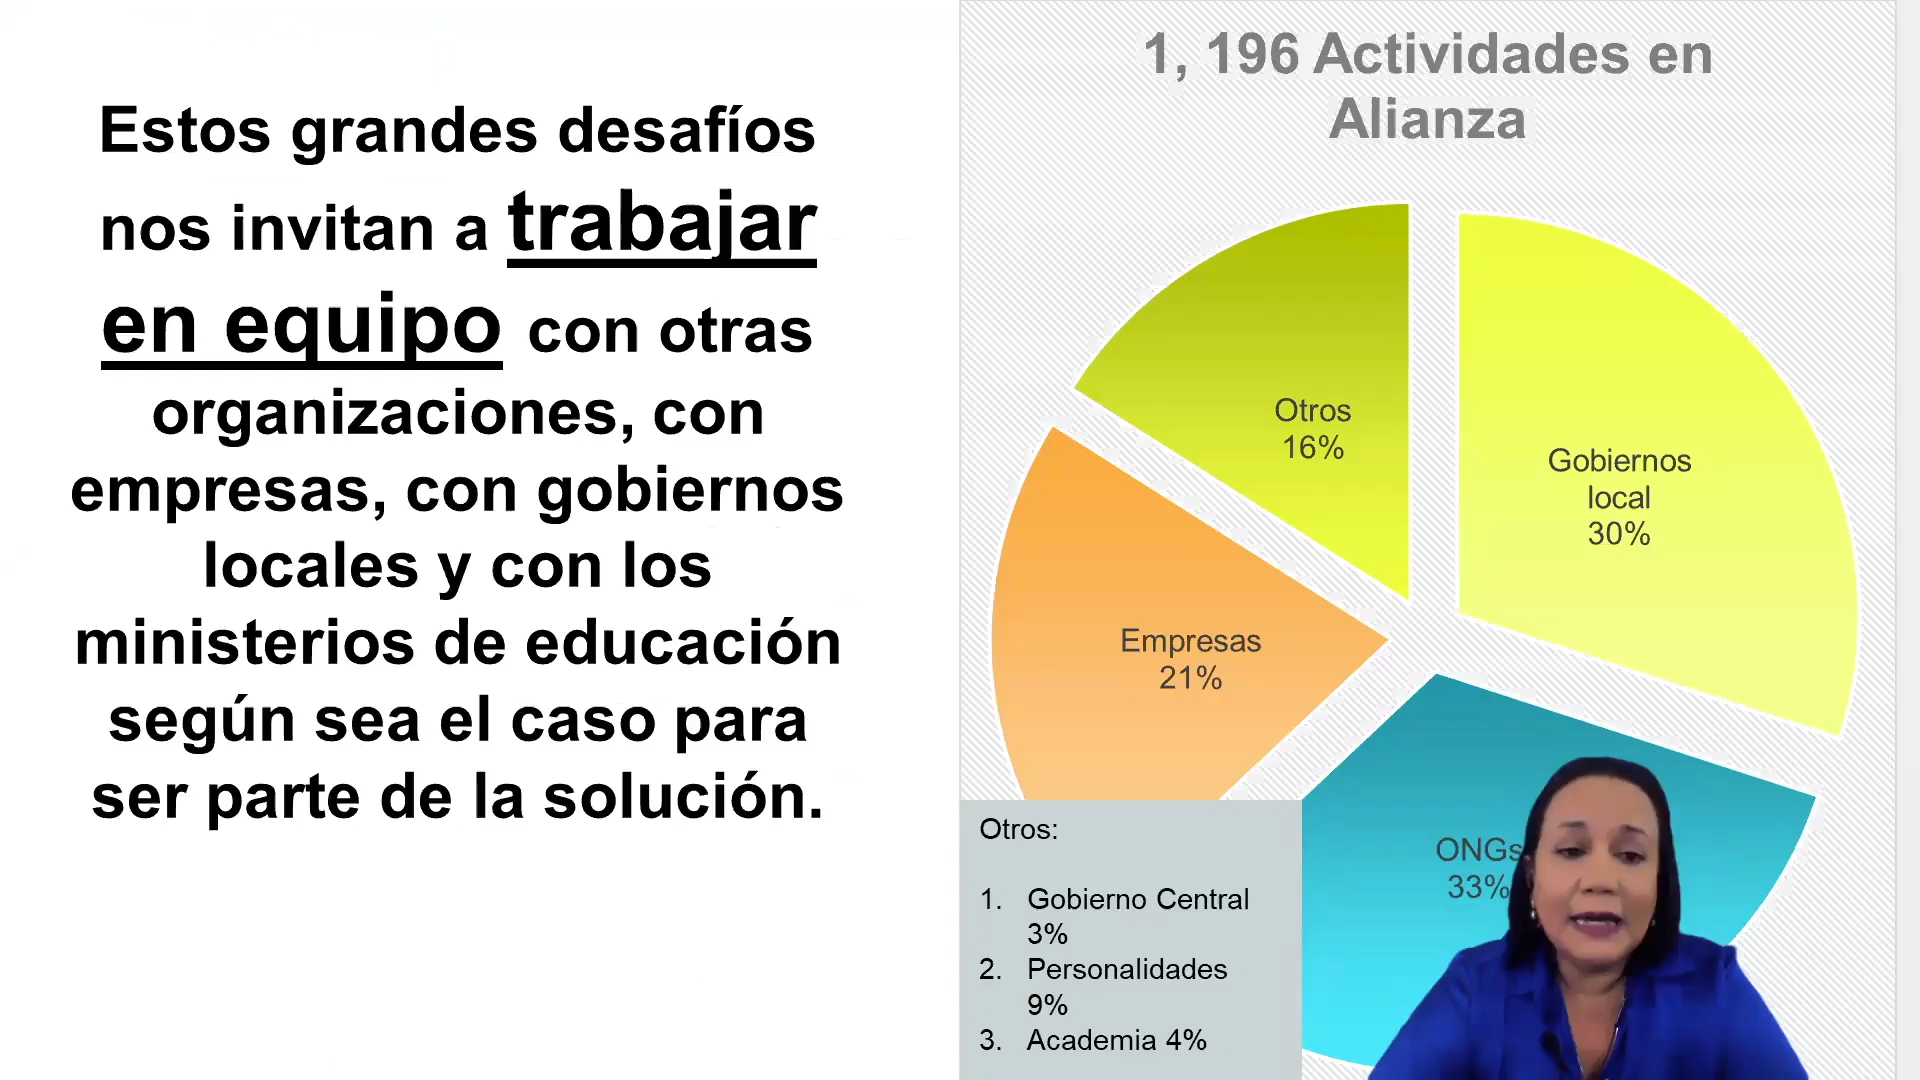 Estos grandes desafíos
nos invitan a trabajar
en equipo con otras
organizaciones, con
empresas, con gobiernos
locales y con los
ministerios de educación
según sea el caso para
ser parte de la solución.
1, 196 Actividades en
Alianza
Otros
16%
Gobiernos
local
30%
Empresas
21%
ONGs
33%
Otros:
1. Gobierno Central
3%
2. Personalidades
9%
3. Academia 4%